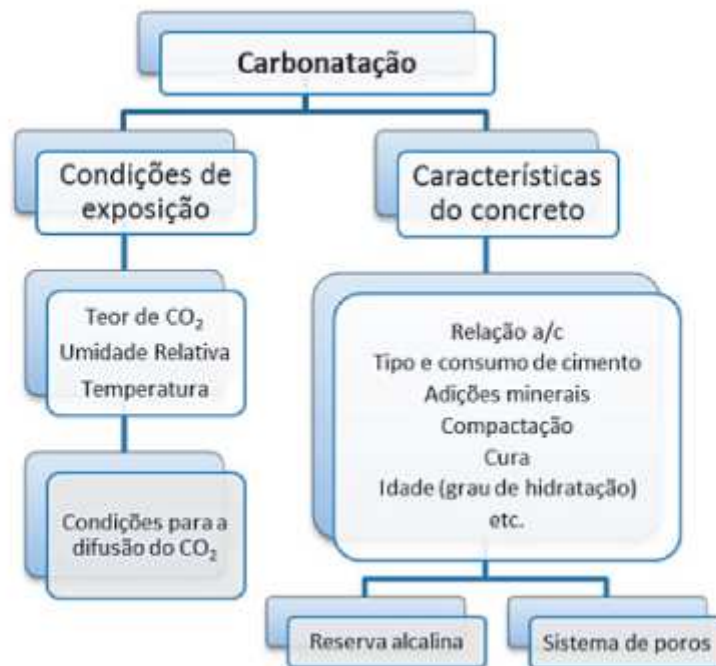 Carbonatação
Condições de
exposição
Teor de CO₂
Umidade Relativa
Temperatura
Condições para a
difusão do CO₂
Características
do concreto
Relação a/c
Tipo e consumo de cimento
Adições minerais
Compactação
Cura
Idade (grau de hidratação)
etc.
Reserva alcalina
Sistema de poros